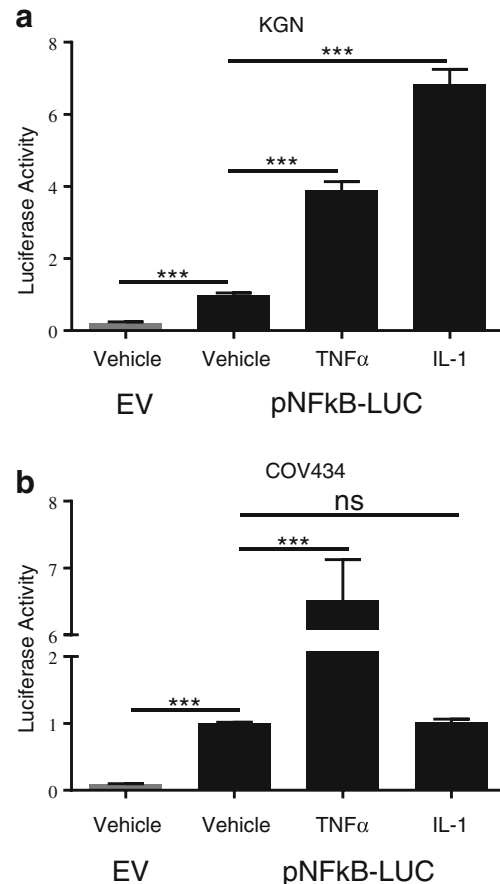 a
KGN
***
***
***
Luciferase Activity
8
6
4
2
0
Vehicle Vehicle TNFα IL-1
EV pNFkB-LUC
b
COV434
ns
***
***
Luciferase Activity
8
7
6
2
1
0
Vehicle Vehicle TNFα IL-1
EV pNFkB-LUC